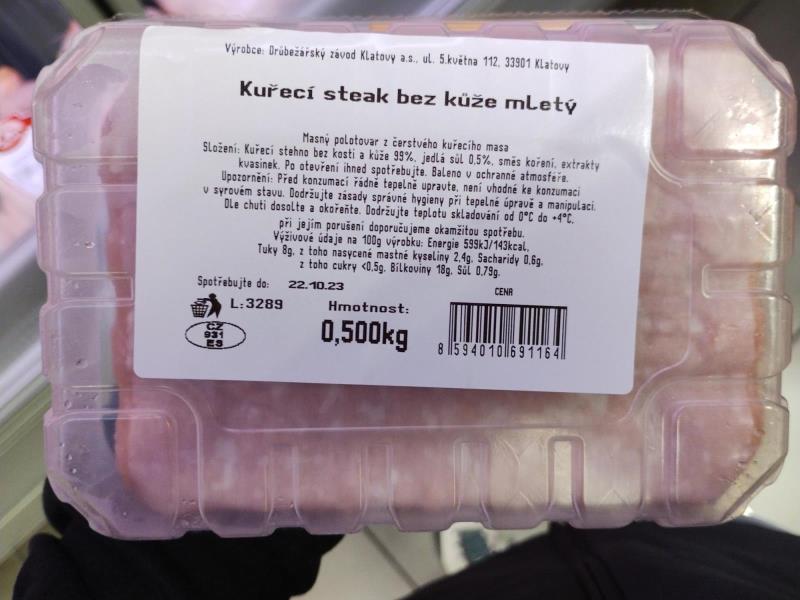 Výrobce: Drůbežářský závod Klatovy a.s., ul. 5.května 112, 33901 Klatovy
Kuřecí steak bez kůže mletý
Masný polotovar z čerstvého kuřecího masa
Složení: Kuřecí stehno bez kosti a kůže 99%, jedlá sůl 0.5%, směs koření, extrakty
kvasinek. Po otevření ihned spotřebujte. Baleno v ochranné atmosféře.
Upozornění: Před konzumací řádně tepelně upravte, není vhodné ke konzumaci
v syrovém stavu. Dodržujte zásady správné hygieny při tepelné úpravě a manipulaci.
Dle chuti dosolte a okořeňte. Dodržujte teplotu skladování od 0°C do +4°C.
při jejím porušení doporučujeme okamžitou spotřebu.
Výživové údaje na 100g výrobku: Energie 599kJ/143kcal,
Tuky 8g, z toho nasycené mastné kyseliny 2,4g, Sacharidy 0,6g,
z toho cukry <0,5g, Bílkoviny 18g, Sůl 0.79g.
Spotřebujte do: 22.10.23
CENA
L:3289
Hmotnost:
0,500kg
CZ
931
ES
8 594010 691164